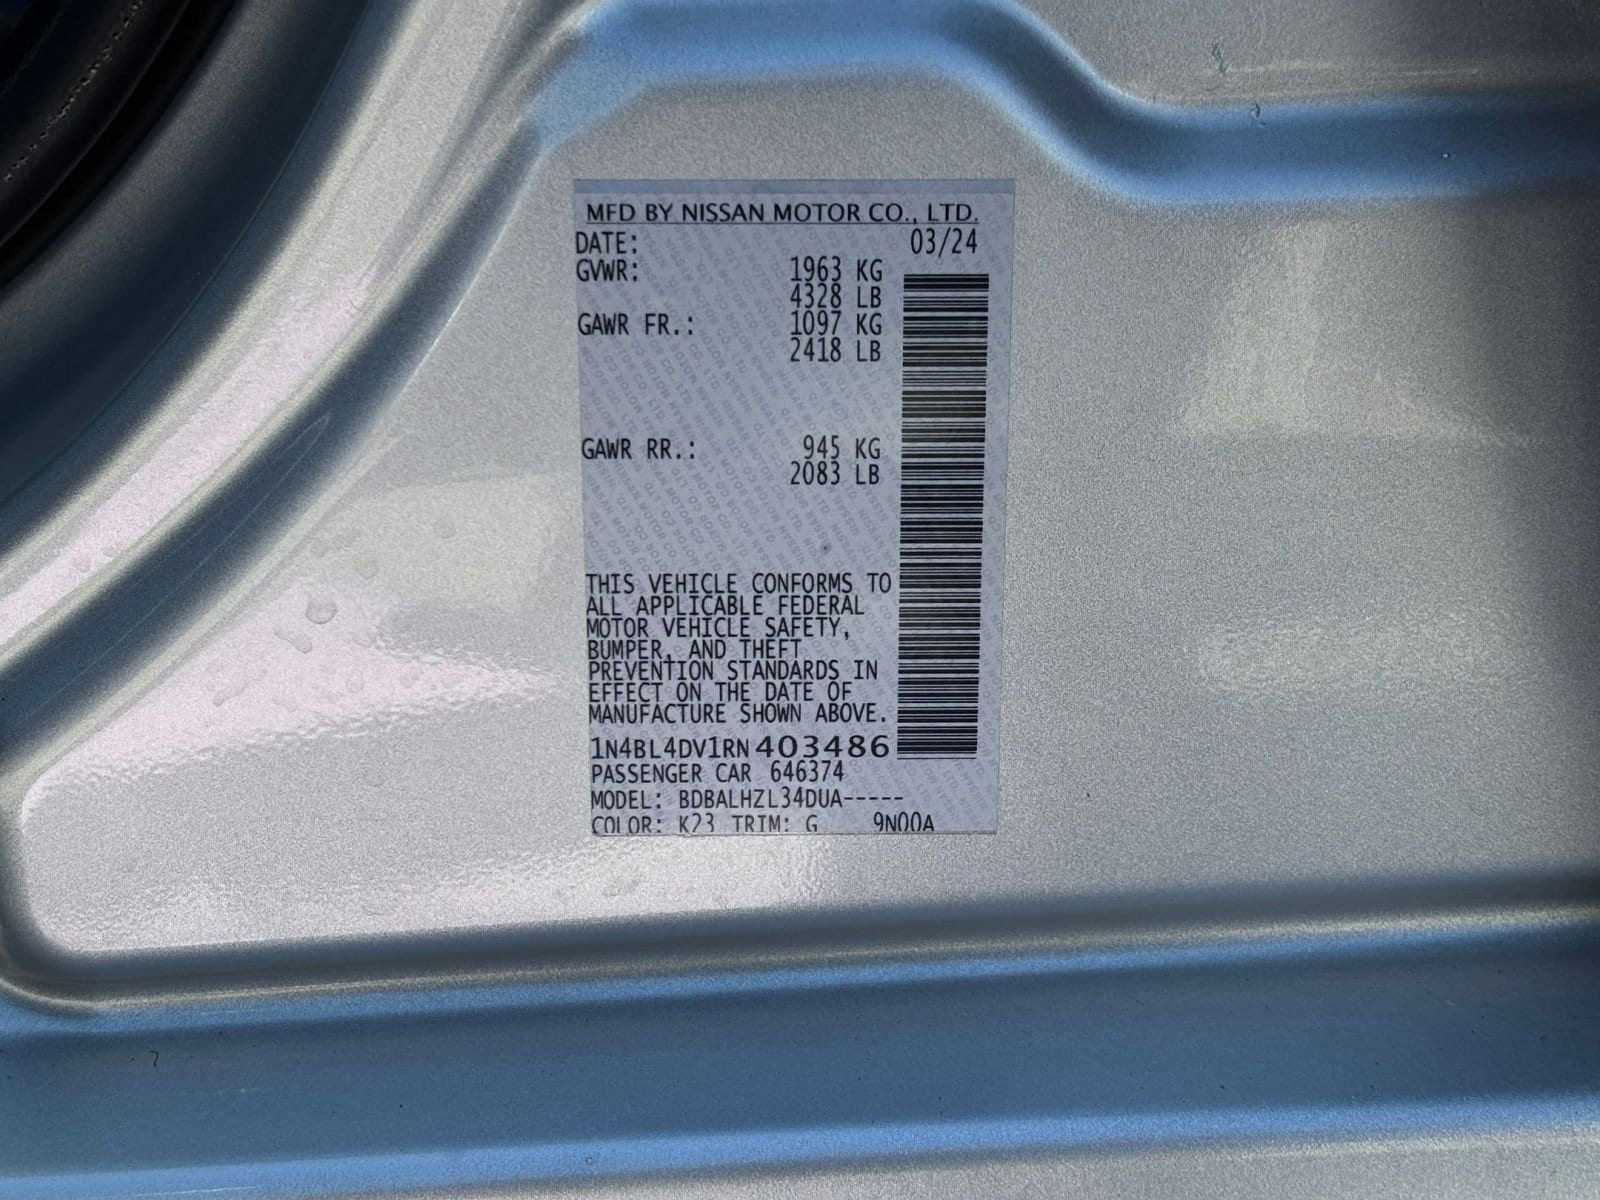 MFD BY NISSAN MOTOR CO., LTD.
DATE: 03/24
GVWR: 1963 KG
4328 LB
GAWR FR.: 1097 KG
2418 LB
GAWR RR.: 945 KG
2083 LB
THIS VEHICLE CONFORMS TO
ALL APPLICABLE FEDERAL
MOTOR VEHICLE SAFETY,
BUMPER, AND THEFT
PREVENTION STANDARDS IN
EFFECT ON THE DATE OF
MANUFACTURE SHOWN ABOVE.
1N4BL4DV1RN403486
PASSENGER CAR 646374
MODEL: BDBALHZL34DUA-----
COLOR: K23 TRIM: G 9N00A